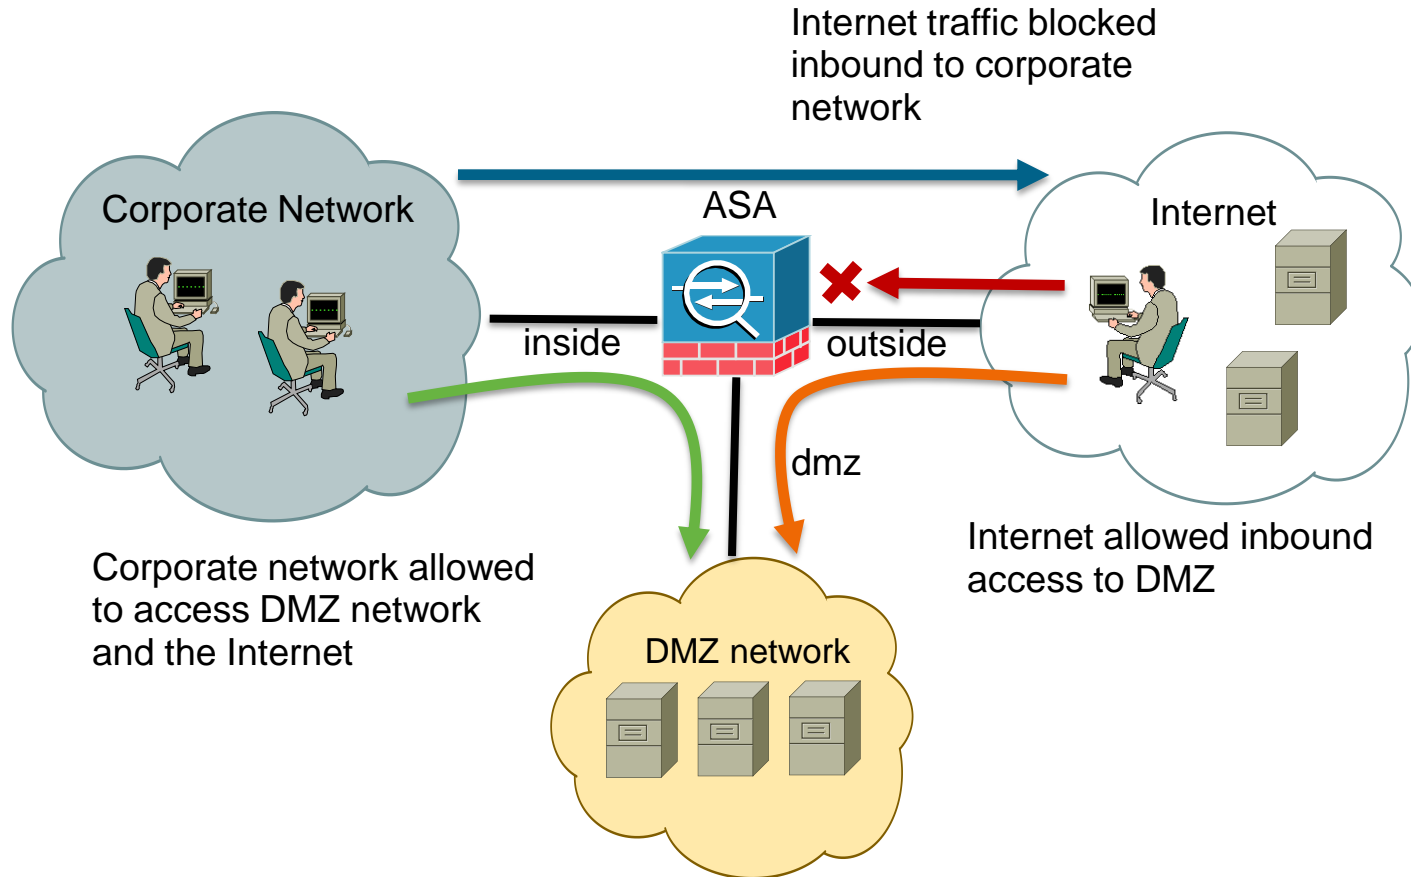 Internet traffic blocked
inbound to corporate
network
Corporate Network
ASA
Internet
inside
outside
dmz
Corporate network allowed
to access DMZ network
and the Internet
Internet allowed inbound
access to DMZ
DMZ network